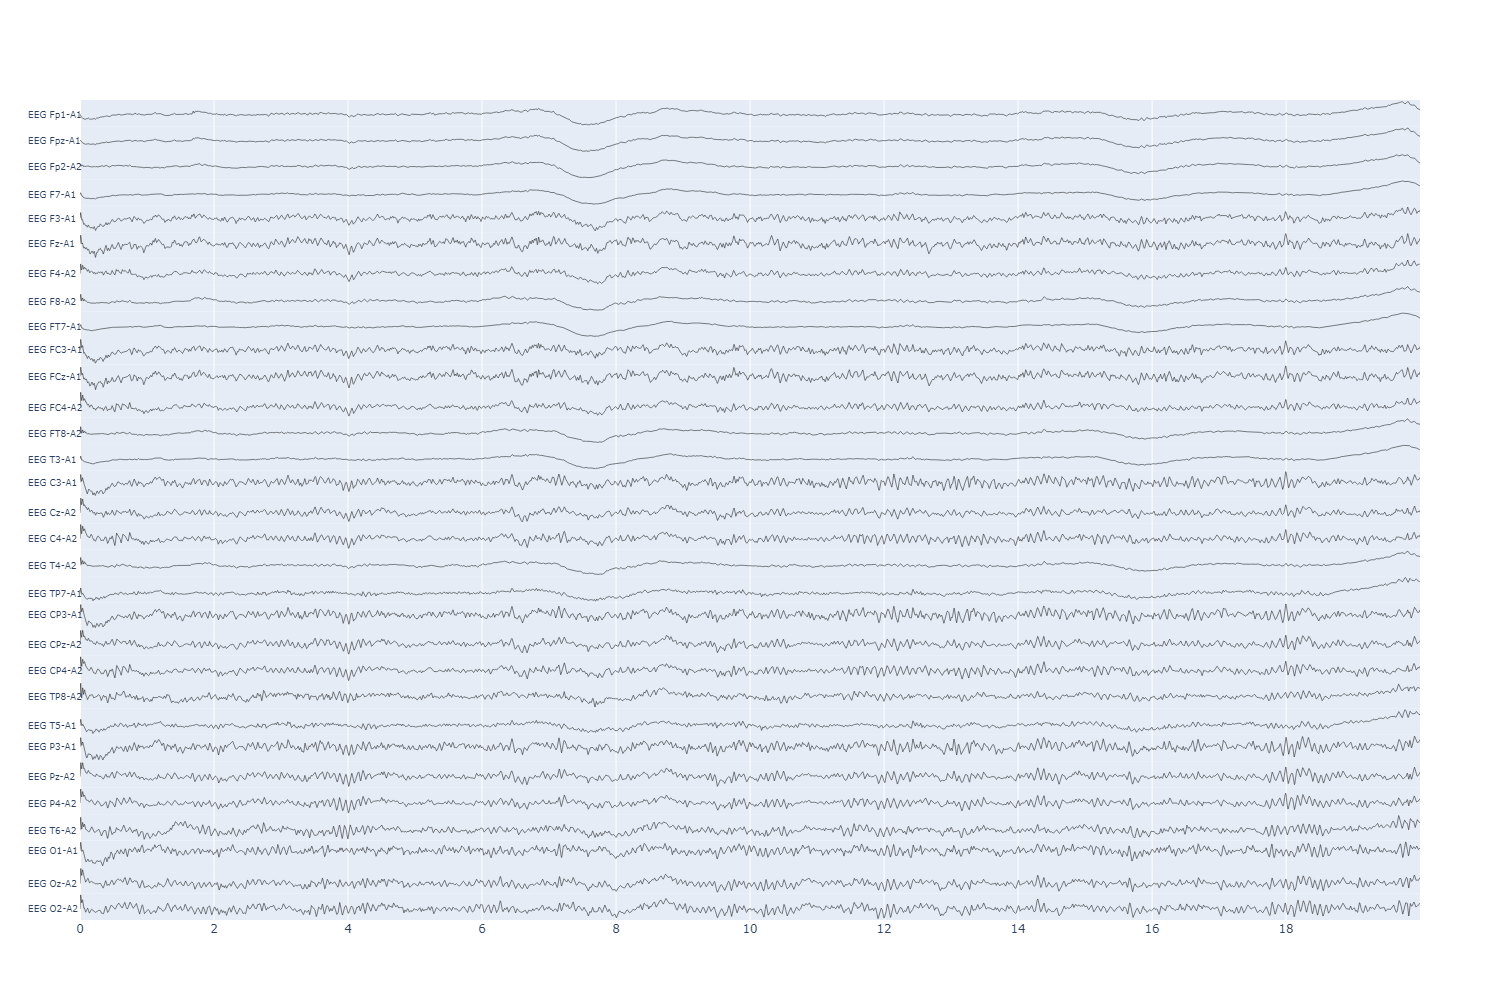 EEG Fp1-A1
EEG Fpz-A1
EEG Fp2-A2
EEG F7-A1
EEG F3-A1
EEG Fz-A1
EEG F4-A2
EEG F8-A2
EEG FT7-A1
EEG FC3-A1
EEG FCz-A1
EEG FC4-A2
EEG FT8-A2
EEG T3-A1
EEG C3-A1
EEG Cz-A2
EEG C4-A2
EEG T4-A2
EEG TP7-A1
EEG CP3-A1
EEG CPz-A2
EEG CP4-A2
EEG TP8-A2
EEG T5-A1
EEG P3-A1
EEG Pz-A2
EEG P4-A2
EEG T6-A2
EEG O1-A1
EEG Oz-A2
EEG O2-A2
0 2 4 6 8 10 12 14 16 18